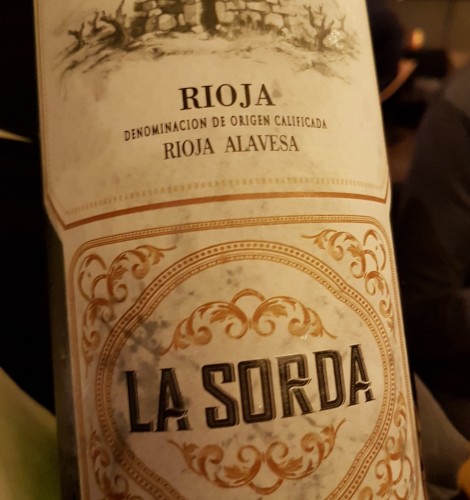 RIOJA
DENOMINACION DE ORIGEN CALIFICADA
RIOJA ALAVESA
LA SORDA